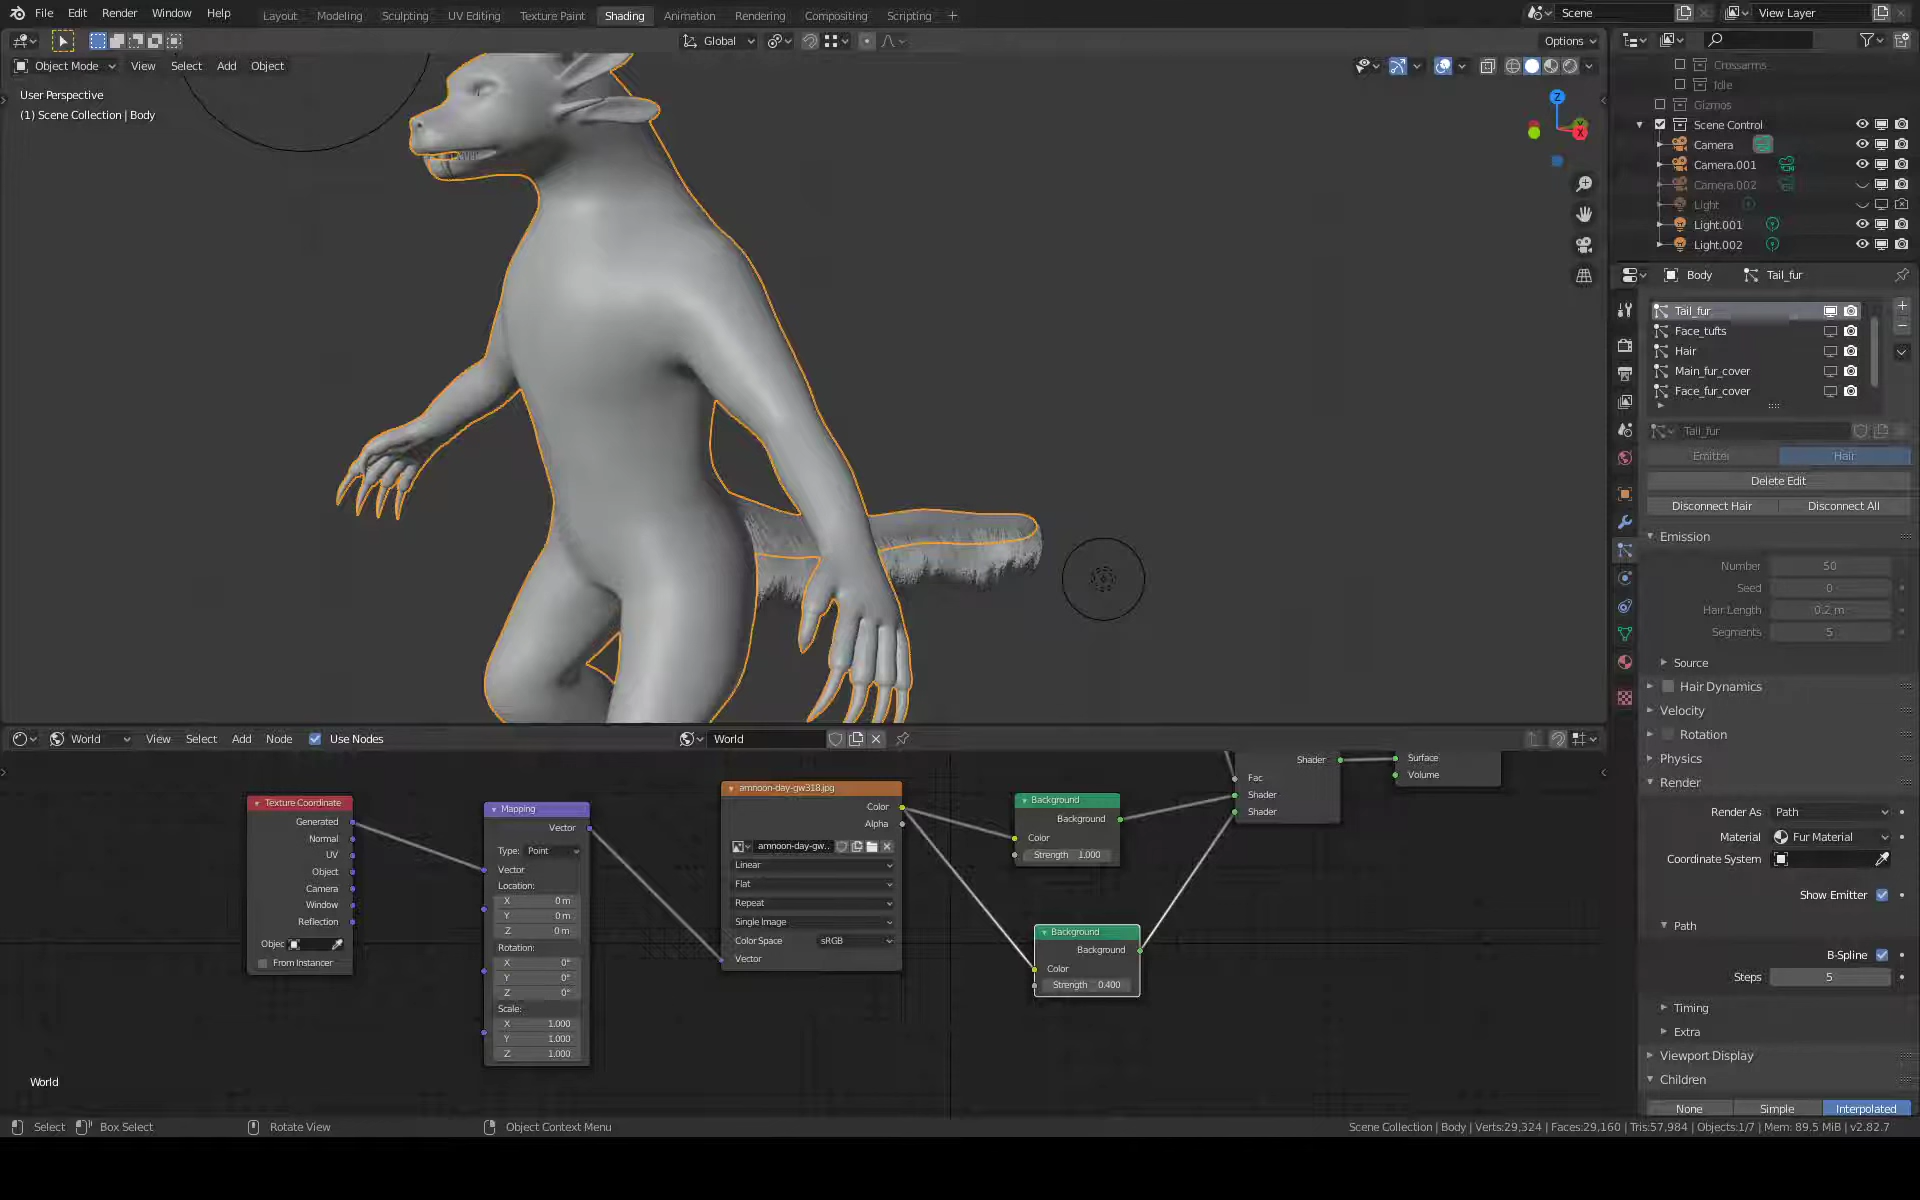 File Edit Render Window Help Layout Modeling Sculpting UV Editing Texture Paint Shading Animation Rendering Compositing Scripting + Scene View Layer
Global Options
Object Mode View Select Add Object
User Perspective
(1) Scene Collection | Body
Z
X
Crossarms
Idle
Gizmos
Scene Control
Camera
Camera.001
Camera.002
Light
Light.001
Light.002
Body Tail_fur
Tail_fur
Face_tufts
Hair
Main_fur_cover
Face_fur_cover
Tail_fur
Emitter Hair
Delete Edit
Disconnect Hair Disconnect All
Emission
Number 50
Seed 0
Hair Length 0.2 m
Segments 5
Source
Hair Dynamics
Velocity
Rotation
Physics
Render
Render As Path
Material Fur Material
Coordinate System
Show Emitter
Path
B-Spline
Steps 5
Timing
Extra
Viewport Display
Children
None Simple Interpolated
World View Select Add Node Use Nodes World
Texture Coordinate
Generated
Normal
UV
Object
Camera
Window
Reflection
Objec
From Instancer
Mapping
Vector
Type: Point
Vector
Location:
X 0 m
Y 0 m
Z 0 m
Rotation:
X 0°
Y 0°
Z 0°
Scale:
X 1.000
Y 1.000
Z 1.000
amnoon-day-gw318.jpg
Color
Alpha
amnoon-day-gw..
Linear
Flat
Repeat
Single Image
Color Space sRGB
Vector
Background
Background
Color
Strength 1.000
Background
Background
Color
Strength 0.400
Shader
Fac
Shader
Shader
Surface
Volume
World
Select Box Select Rotate View Object Context Menu Scene Collection | Body | Verts:29,324 | Faces:29,160 | Tris:57,984 | Objects:1/7 | Mem: 89.5 MiB | v2.82.7